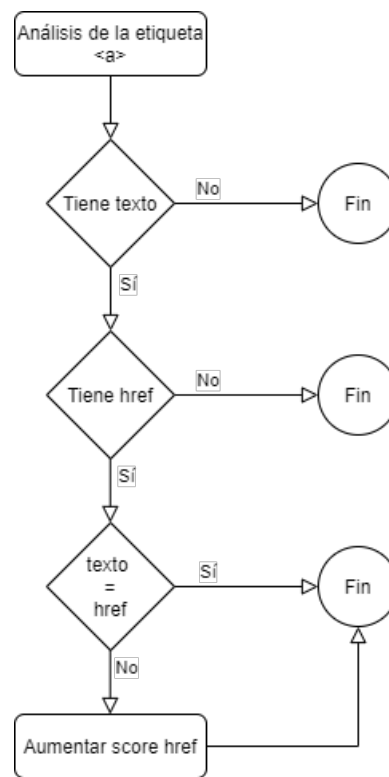 Análisis de la etiqueta
<a>
Tiene texto
No
Fin
Sí
Tiene href
No
Fin
Sí
texto
=
href
Sí
Fin
No
Aumentar score href